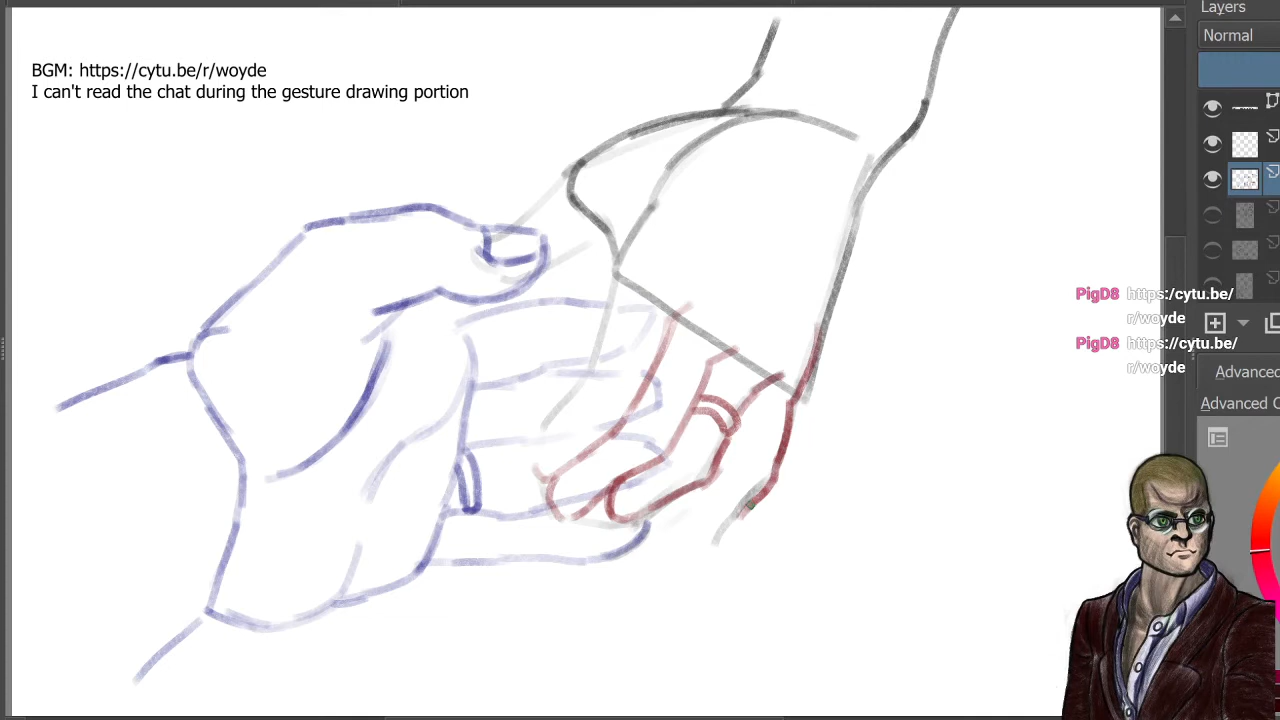 Layers
Normal
BGM: https://cytu.be/r/woyde
I can't read the chat during the gesture drawing portion
PigD8 https:/cytu.be/
r/woyde
PigD8 https://cytu.be/
r/woyde
Advanced
Advanced C